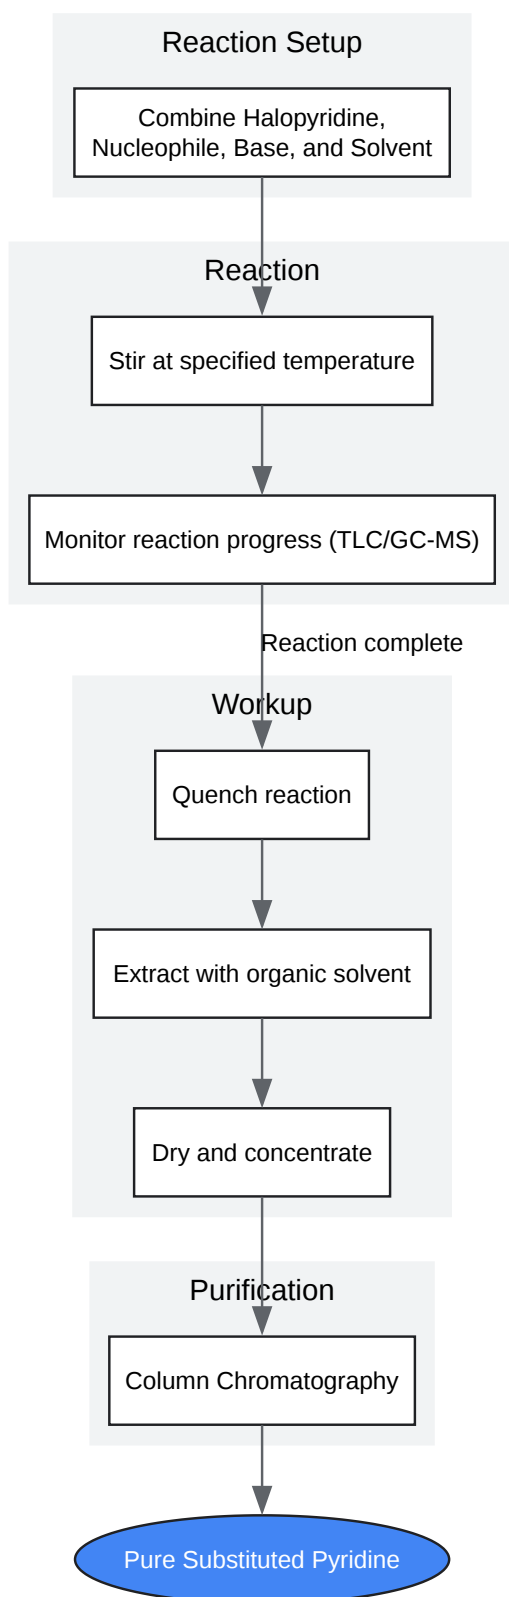 Reaction Setup
Combine Halopyridine,
Nucleophile, Base, and Solvent
Reaction
Stir at specified temperature
Monitor reaction progress (TLC/GC-MS)
Reaction complete
Workup
Quench reaction
Extract with organic solvent
Dry and concentrate
Purification
Column Chromatography
Pure Substituted Pyridine